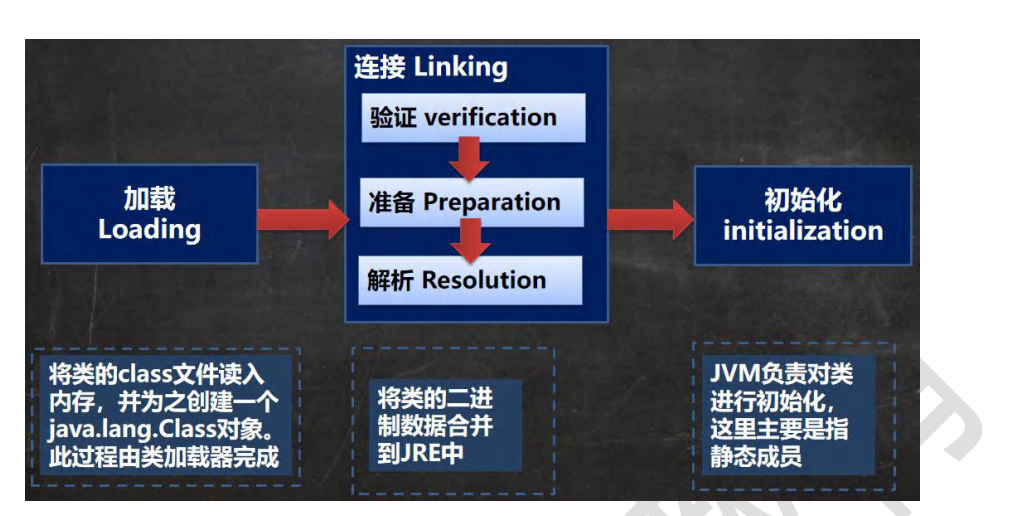 连接 Linking
验证 verification
准备 Preparation
解析 Resolution
加载
Loading
初始化
initialization
将类的class文件读入
内存，并为之创建一个
java.lang.Class对象。
此过程由类加载器完成
将类的二进
制数据合并
到JRE中
JVM负责对类
进行初始化，
这里主要是指
静态成员